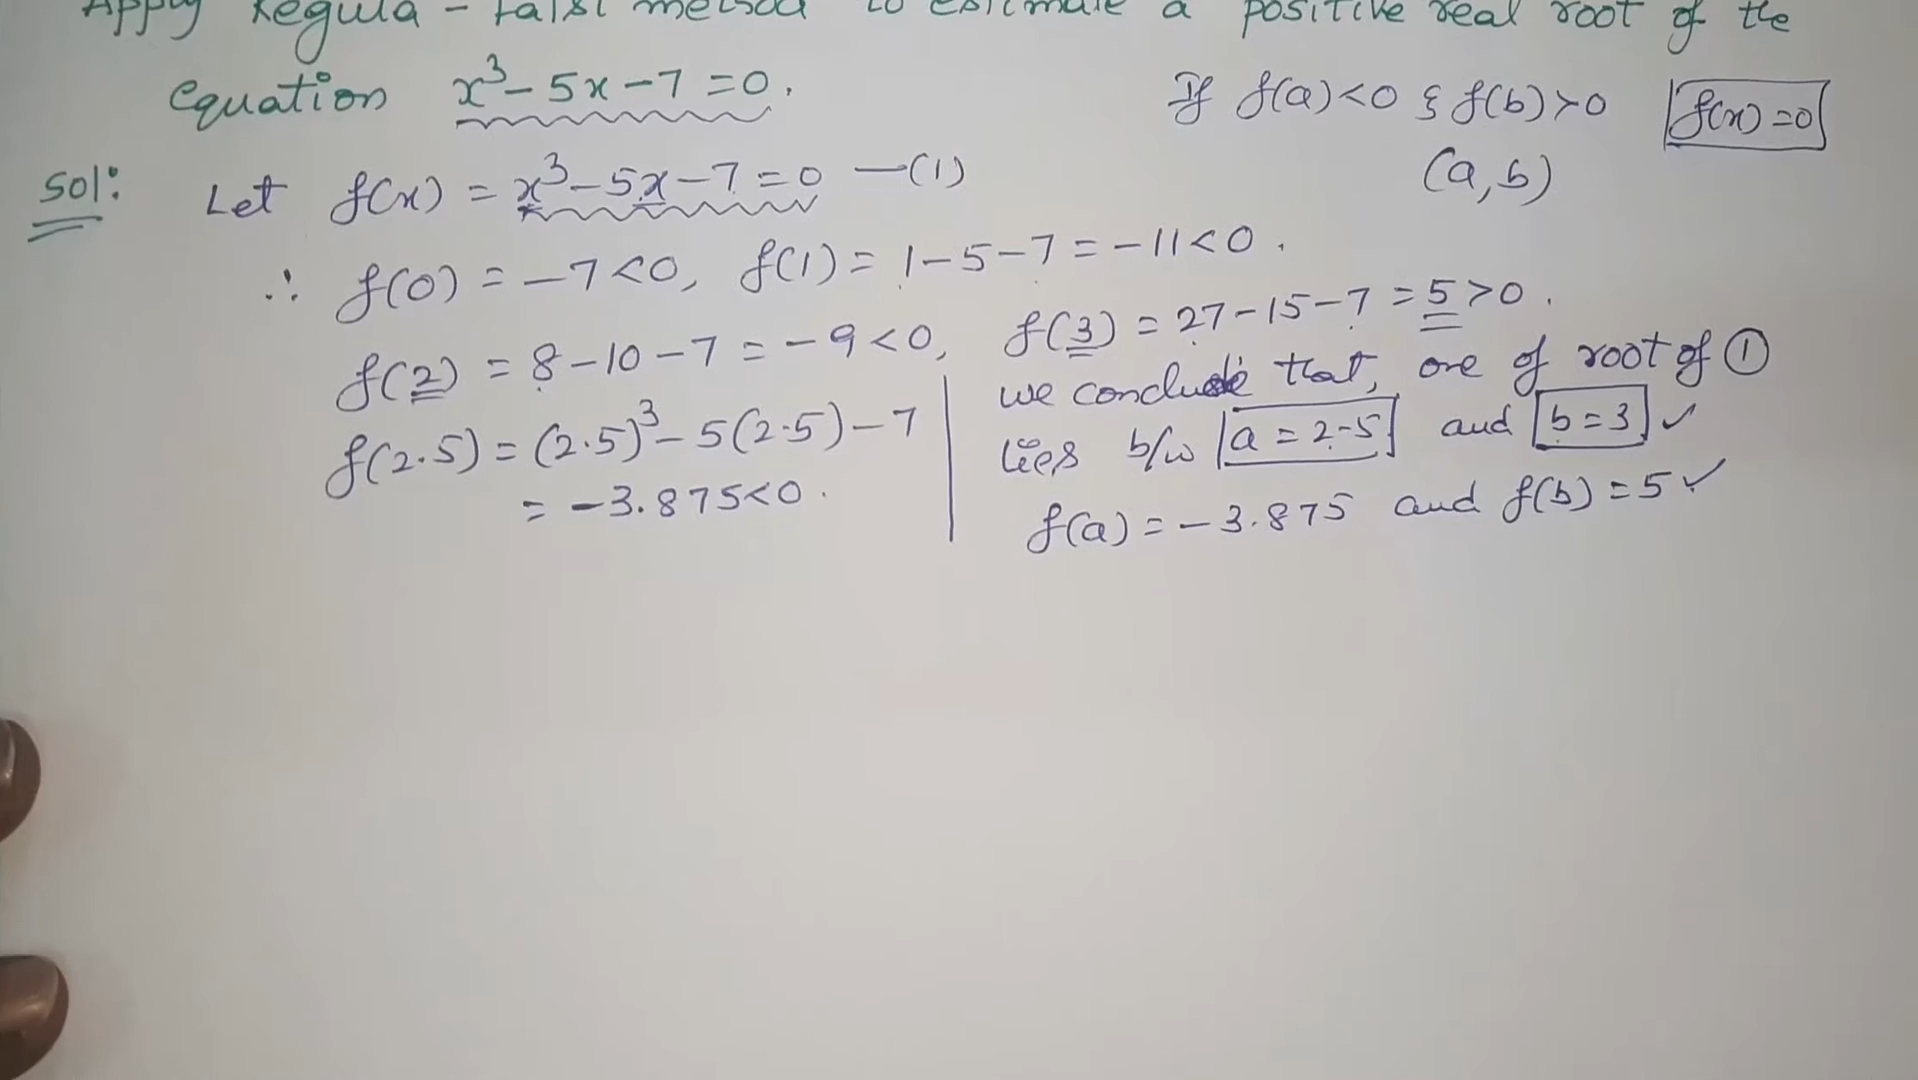 Apply Regula - falsi method to estimate a positive real root of the
equation x³ - 5x - 7 = 0.
If f(a) < 0 & f(b) > 0 f(x) = 0
(a, b)
Sol: Let f(x) = x³ - 5x - 7 = 0 —(1)
∴ f(0) = -7 < 0, f(1) = 1 - 5 - 7 = -11 < 0.
f(2) = 8 - 10 - 7 = -9 < 0, f(3) = 27 - 15 - 7 = 5 > 0.
f(2.5) = (2.5)³ - 5(2.5) - 7
= -3.875 < 0.
we conclude that, one of root of ①
lies b/w a = 2.5 and b = 3 ✓
f(a) = -3.875 and f(b) = 5 ✓